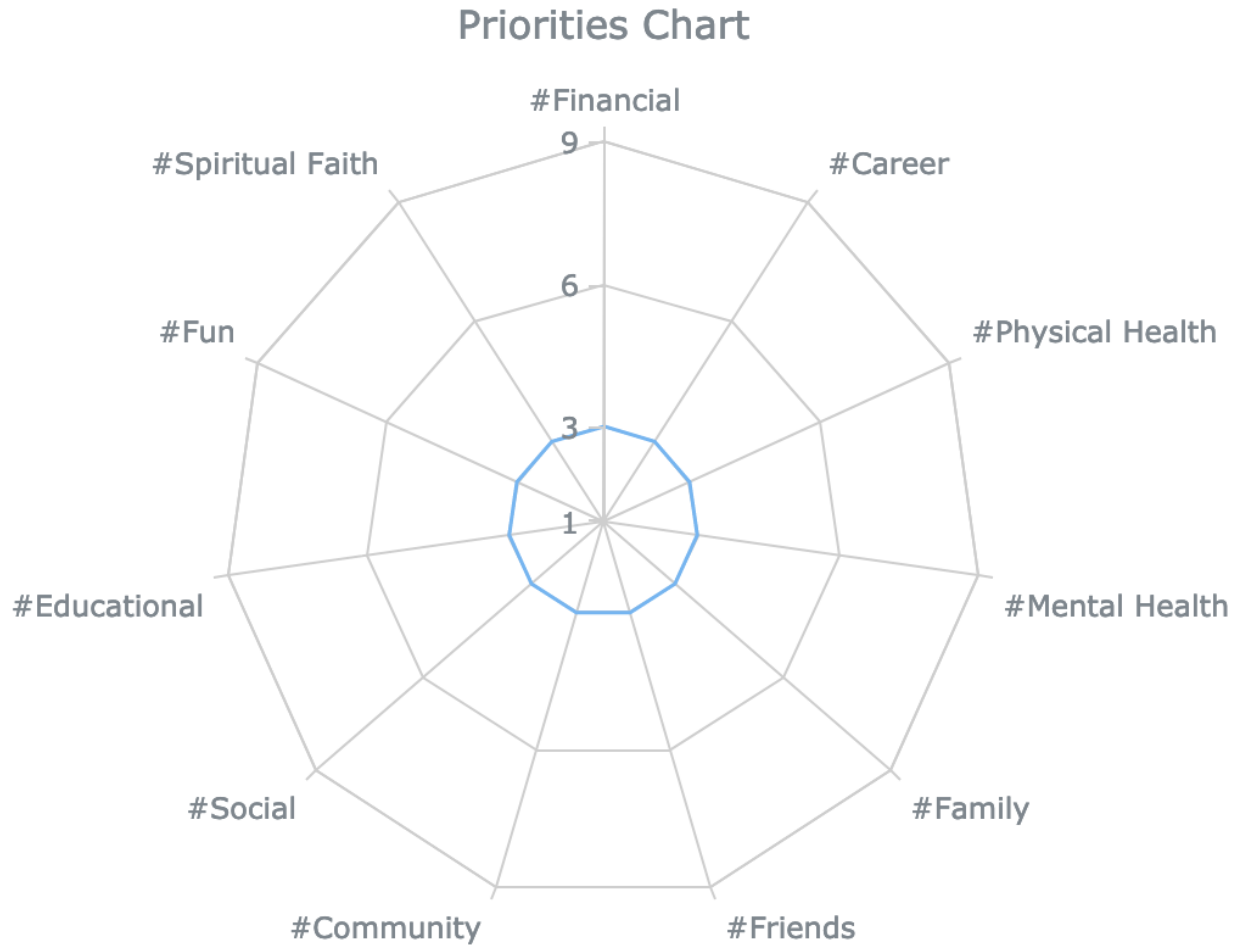 Priorities Chart
#Financial
9
#Spiritual Faith
#Career
6
#Fun
#Physical Health
3
1
#Educational
#Mental Health
#Social
#Family
#Community
#Friends